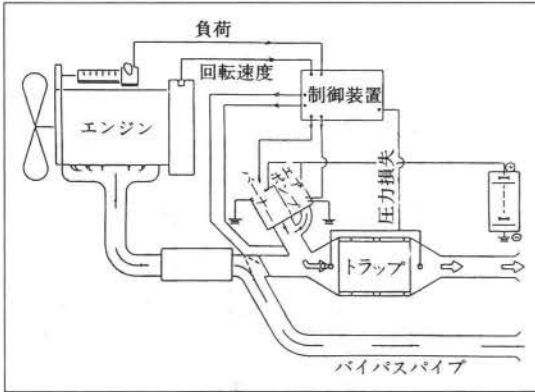 負荷
回転速度
制御装置
エンジン
バーナ
エア
ポンプ
圧力損失
トラップ
バイパスパイプ